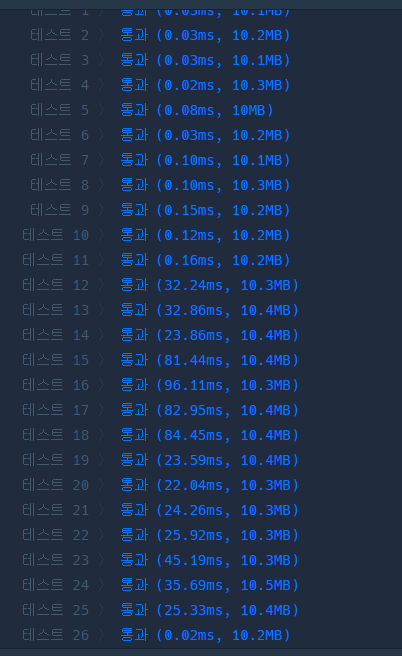 테스트 1 〉 통과 (0.03ms, 10.1MB)
테스트 2 〉 통과 (0.03ms, 10.2MB)
테스트 3 〉 통과 (0.03ms, 10.1MB)
테스트 4 〉 통과 (0.02ms, 10.3MB)
테스트 5 〉 통과 (0.08ms, 10MB)
테스트 6 〉 통과 (0.03ms, 10.2MB)
테스트 7 〉 통과 (0.10ms, 10.1MB)
테스트 8 〉 통과 (0.10ms, 10.3MB)
테스트 9 〉 통과 (0.15ms, 10.2MB)
테스트 10 〉 통과 (0.12ms, 10.2MB)
테스트 11 〉 통과 (0.16ms, 10.2MB)
테스트 12 〉 통과 (32.24ms, 10.3MB)
테스트 13 〉 통과 (32.86ms, 10.4MB)
테스트 14 〉 통과 (23.86ms, 10.4MB)
테스트 15 〉 통과 (81.44ms, 10.4MB)
테스트 16 〉 통과 (96.11ms, 10.3MB)
테스트 17 〉 통과 (82.95ms, 10.4MB)
테스트 18 〉 통과 (84.45ms, 10.4MB)
테스트 19 〉 통과 (23.59ms, 10.4MB)
테스트 20 〉 통과 (22.04ms, 10.3MB)
테스트 21 〉 통과 (24.26ms, 10.3MB)
테스트 22 〉 통과 (25.92ms, 10.3MB)
테스트 23 〉 통과 (45.19ms, 10.3MB)
테스트 24 〉 통과 (35.69ms, 10.5MB)
테스트 25 〉 통과 (25.33ms, 10.4MB)
테스트 26 〉 통과 (0.02ms, 10.2MB)